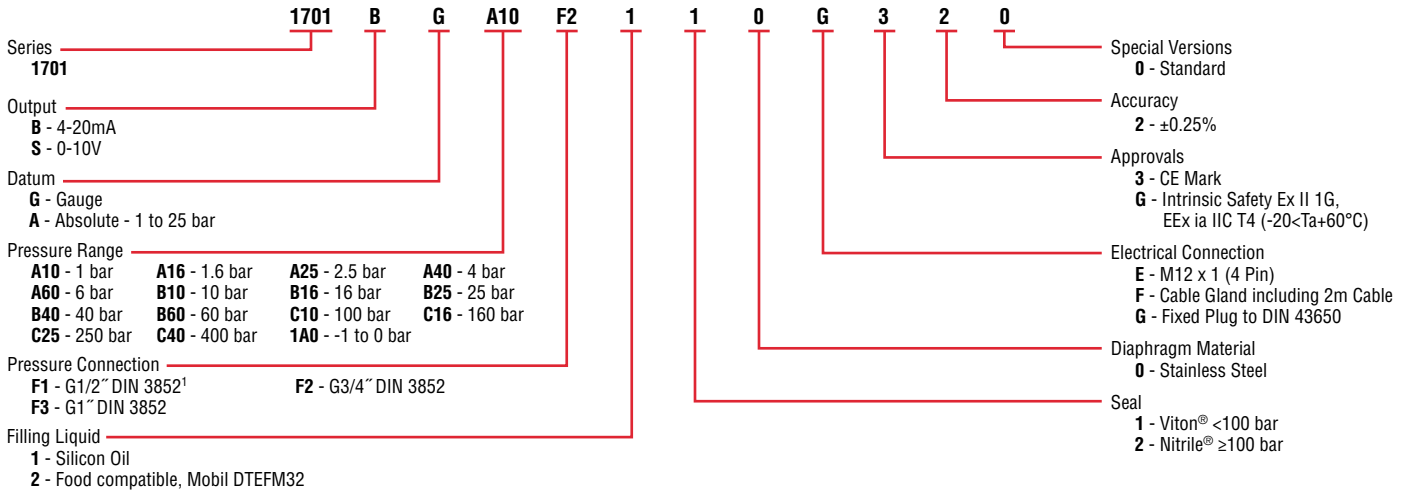 1701 B G A10 F2 1 1 0 G 3 2 0
Series
1701
Output
B - 4-20mA
S - 0-10V
Datum
G - Gauge
A - Absolute - 1 to 25 bar
Pressure Range
A10 - 1 bar A16 - 1.6 bar A25 - 2.5 bar A40 - 4 bar
A60 - 6 bar B10 - 10 bar B16 - 16 bar B25 - 25 bar
B40 - 40 bar B60 - 60 bar C10 - 100 bar C16 - 160 bar
C25 - 250 bar C40 - 400 bar 1A0 - -1 to 0 bar
Pressure Connection
F1 - G1/2˝ DIN 3852¹ F2 - G3/4˝ DIN 3852
F3 - G1˝ DIN 3852
Filling Liquid
1 - Silicon Oil
2 - Food compatible, Mobil DTEFM32
Special Versions
0 - Standard
Accuracy
2 - ±0.25%
Approvals
3 - CE Mark
G - Intrinsic Safety Ex II 1G,
EEx ia IIC T4 (-20<Ta+60°C)
Electrical Connection
E - M12 x 1 (4 Pin)
F - Cable Gland including 2m Cable
G - Fixed Plug to DIN 43650
Diaphragm Material
0 - Stainless Steel
Seal
1 - Viton® <100 bar
2 - Nitrile® ≥100 bar